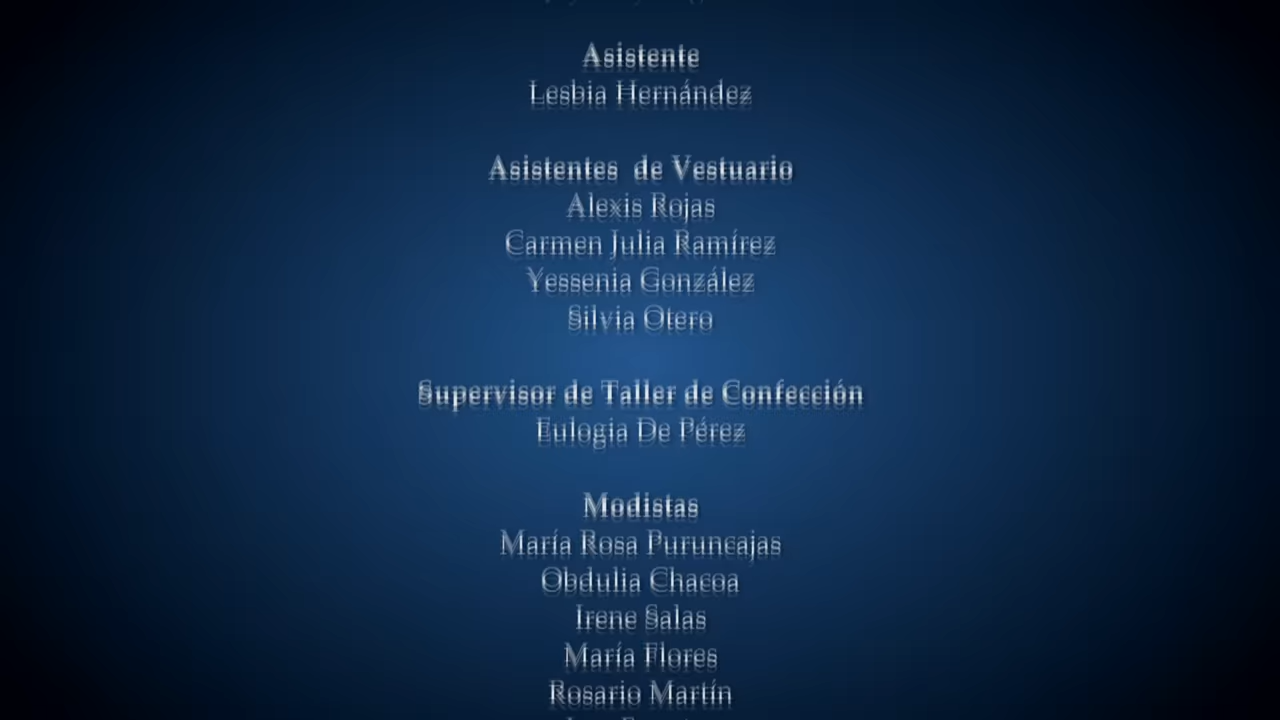 Asistente
Lesbia Hernández
Asistentes de Vestuario
Alexis Rojas
Carmen Julia Ramírez
Yessenia González
Silvia Otero
Supervisor de Taller de Confección
Eulogia De Pérez
Modistas
María Rosa Puruncajas
Obdulia Chacoa
Irene Salas
María Flores
Rosario Martín